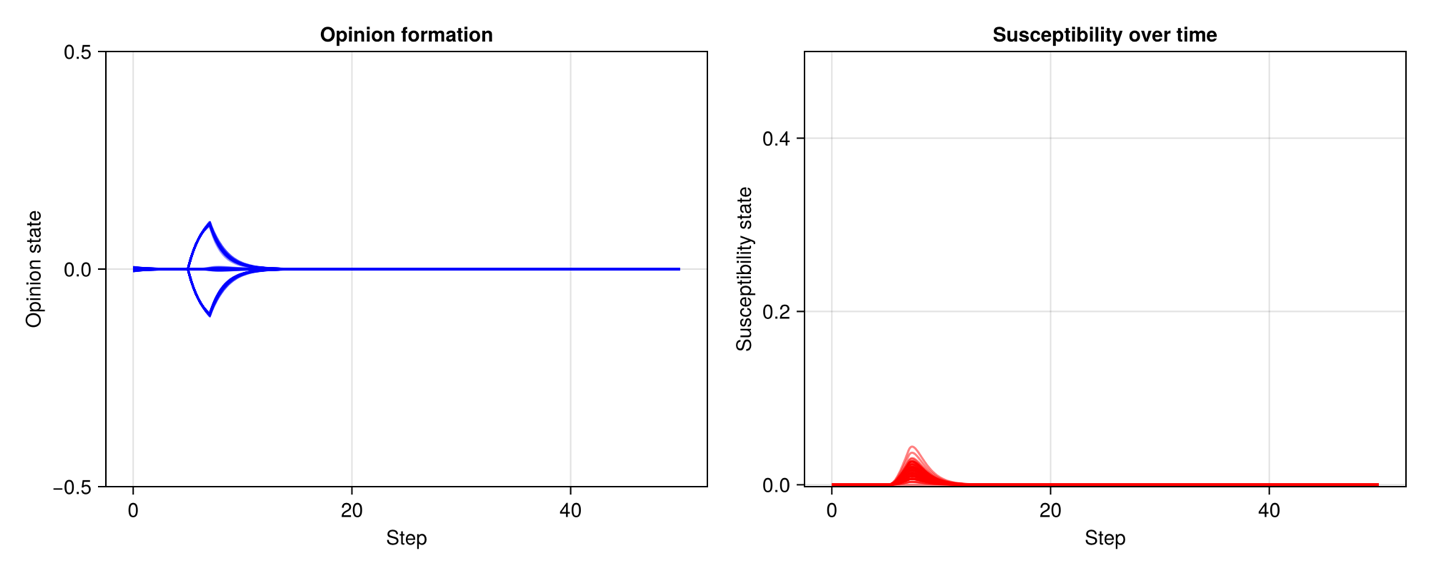 Opinion formation
0.5
0.0
−0.5
Opinion state
0
20
40
Step
Susceptibility over time
0.4
0.2
0.0
Susceptibility state
0
20
40
Step